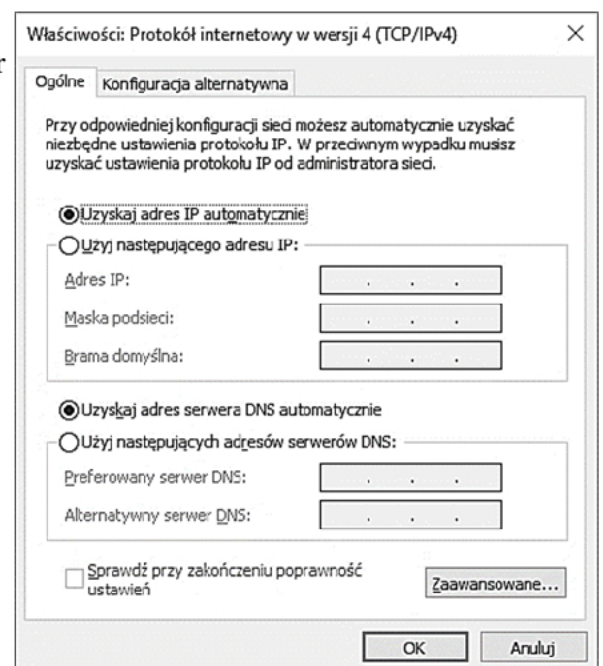 r
Właściwości: Protokół internetowy w wersji 4 (TCP/IPv4)
Ogólne
Konfiguracja alternatywna
Przy odpowiedniej konfiguracji sieci możesz automatycznie uzyskać
niezbędne ustawienia protokołu IP. W przeciwnym wypadku musisz
uzyskać ustawienia protokołu IP od administratora sieci.
Uzyskaj adres IP automatycznie
Użyj następującego adresu IP:
Adres IP:
Maska podsieci:
Brama domyślna:
Uzyskaj adres serwera DNS automatycznie
Użyj następujących adresów serwerów DNS:
Preferowany serwer DNS:
Alternatywny serwer DNS:
Sprawdź przy zakończeniu poprawność
ustawień
Zaawansowane...
OK
Anuluj